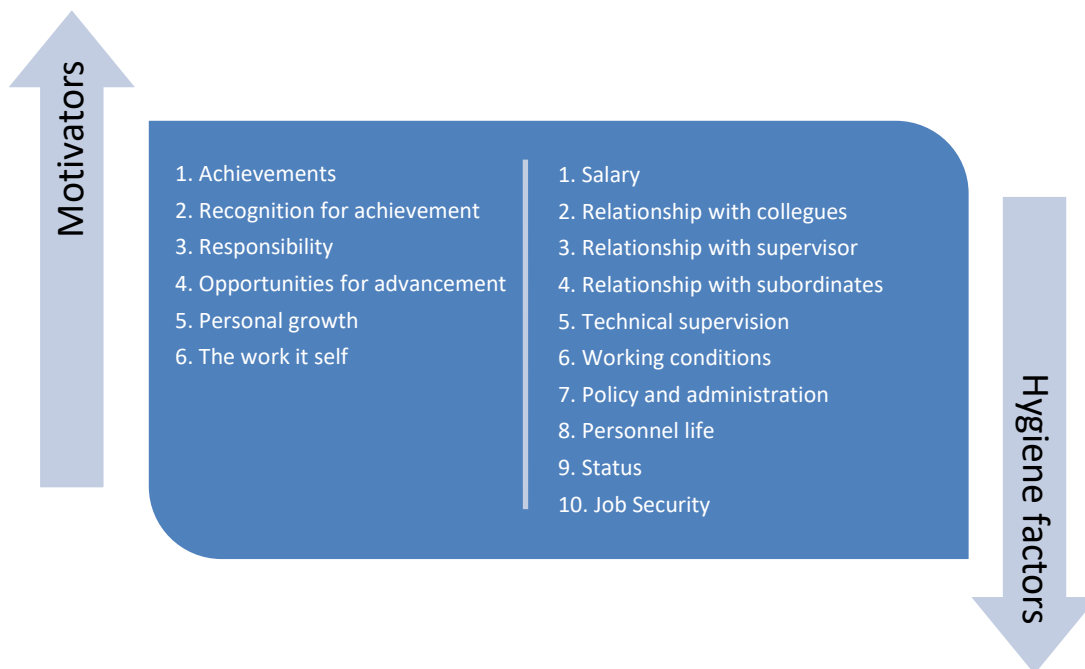 Motivators
1. Achievements
2. Recognition for achievement
3. Responsibility
4. Opportunities for advancement
5. Personal growth
6. The work it self
1. Salary
2. Relationship with collegues
3. Relationship with supervisor
4. Relationship with subordinates
5. Technical supervision
6. Working conditions
7. Policy and administration
8. Personnel life
9. Status
10. Job Security
Hygiene factors